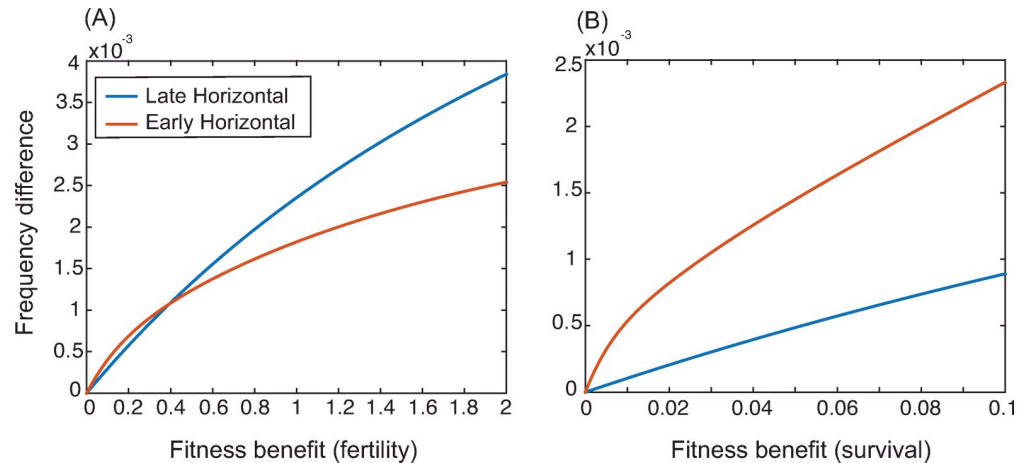 (A)
x10⁻³
4
3.5
3
2.5
2
1.5
1
0.5
0
Late Horizontal
Early Horizontal
Frequency difference
0 0.2 0.4 0.6 0.8 1 1.2 1.4 1.6 1.8 2
Fitness benefit (fertility)
(B)
x10⁻³
2.5
2
1.5
1
0.5
0
0 0.02 0.04 0.06 0.08 0.1
Fitness benefit (survival)